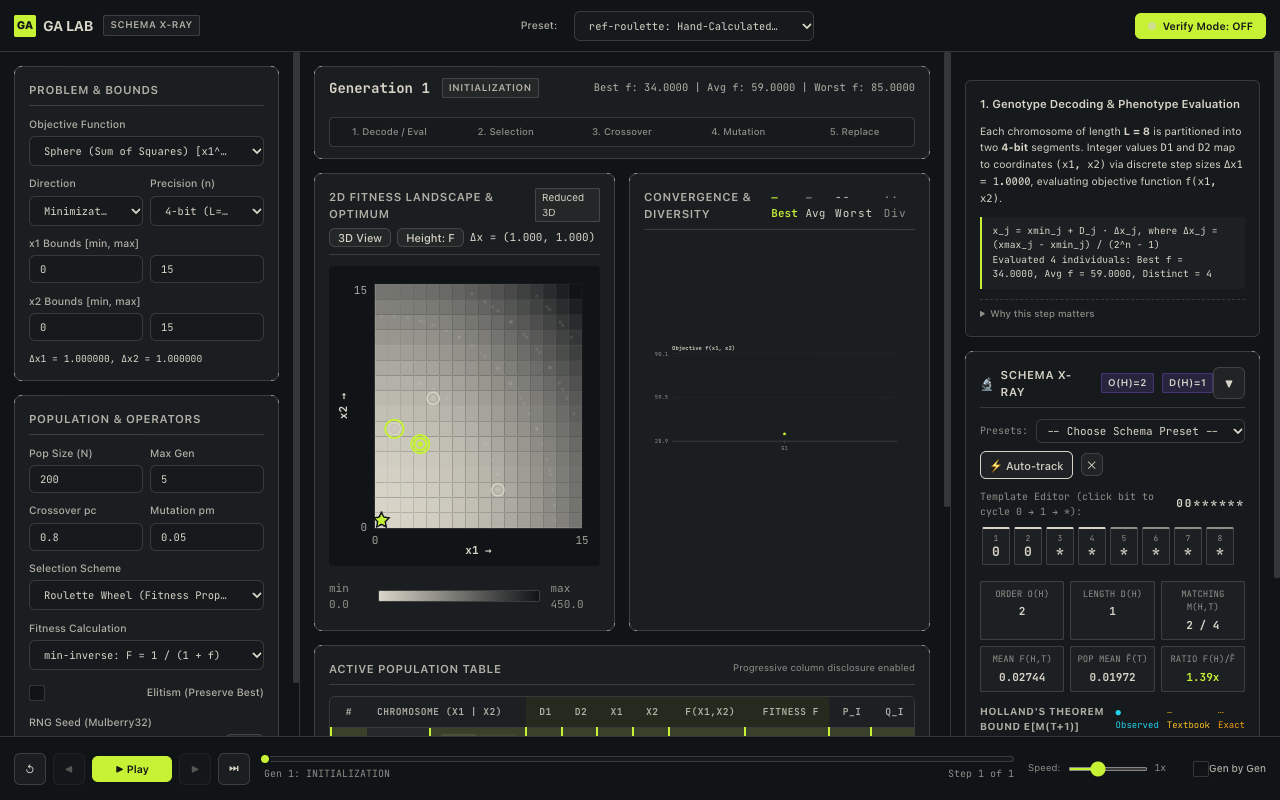 GA GA LAB SCHEMA X-RAY
Preset: ref-roulette: Hand-Calculated…
Verify Mode: OFF
PROBLEM & BOUNDS
Objective Function
Sphere (Sum of Squares) [x1^…
Direction Precision (n)
Minimizat… 4-bit (L=…
x1 Bounds [min, max]
0 15
x2 Bounds [min, max]
0 15
Δx1 = 1.000000, Δx2 = 1.000000
POPULATION & OPERATORS
Pop Size (N) Max Gen
200 5
Crossover pc Mutation pm
0.8 0.05
Selection Scheme
Roulette Wheel (Fitness Prop…
Fitness Calculation
min-inverse: F = 1 / (1 + f)
Elitism (Preserve Best)
RNG Seed (Mulberry32)
Generation 1 INITIALIZATION Best f: 34.0000 | Avg f: 59.0000 | Worst f: 85.0000
1. Decode / Eval 2. Selection 3. Crossover 4. Mutation 5. Replace
2D FITNESS LANDSCAPE & OPTIMUM
Reduced 3D
3D View Height: F Δx = (1.000, 1.000)
15
x2 →
0
0 15
x1 →
min 0.0
max 450.0
CONVERGENCE & DIVERSITY
— Best — Avg -- Worst ·· Div
Objective f(x1, x2)
90.1
59.5
28.9
G1
ACTIVE POPULATION TABLE Progressive column disclosure enabled
# CHROMOSOME (X1 | X2) D1 D2 X1 X2 F(X1,X2) FITNESS F P_I Q_I
1. Genotype Decoding & Phenotype Evaluation
Each chromosome of length L = 8 is partitioned into
two 4-bit segments. Integer values D1 and D2 map
to coordinates (x1, x2) via discrete step sizes Δx1
= 1.0000, evaluating objective function f(x1,
x2).
x_j = xmin_j + D_j · Δx_j, where Δx_j =
(xmax_j - xmin_j) / (2^n - 1)
Evaluated 4 individuals: Best f =
34.0000, Avg f = 59.0000, Distinct = 4
▶ Why this step matters
🔬 SCHEMA X-RAY O(H)=2 D(H)=1 ▼
Presets: -- Choose Schema Preset --
⚡ Auto-track ✕
Template Editor (click bit to
cycle 0 → 1 → *):
00******
1 2 3 4 5 6 7 8
0 0 * * * * * *
ORDER O(H)
2
LENGTH D(H)
1
MATCHING M(H,T)
2 / 4
MEAN F(H,T)
0.02744
POP MEAN F̄(T)
0.01972
RATIO F(H)/F̄
1.39x
HOLLAND'S THEOREM
BOUND E[M(T+1)]
● Observed — Textbook ┄ Exact
↺ ◀ ▶ Play ▶ ⏭
Gen 1: INITIALIZATION Step 1 of 1
Speed: 1x Gen by Gen